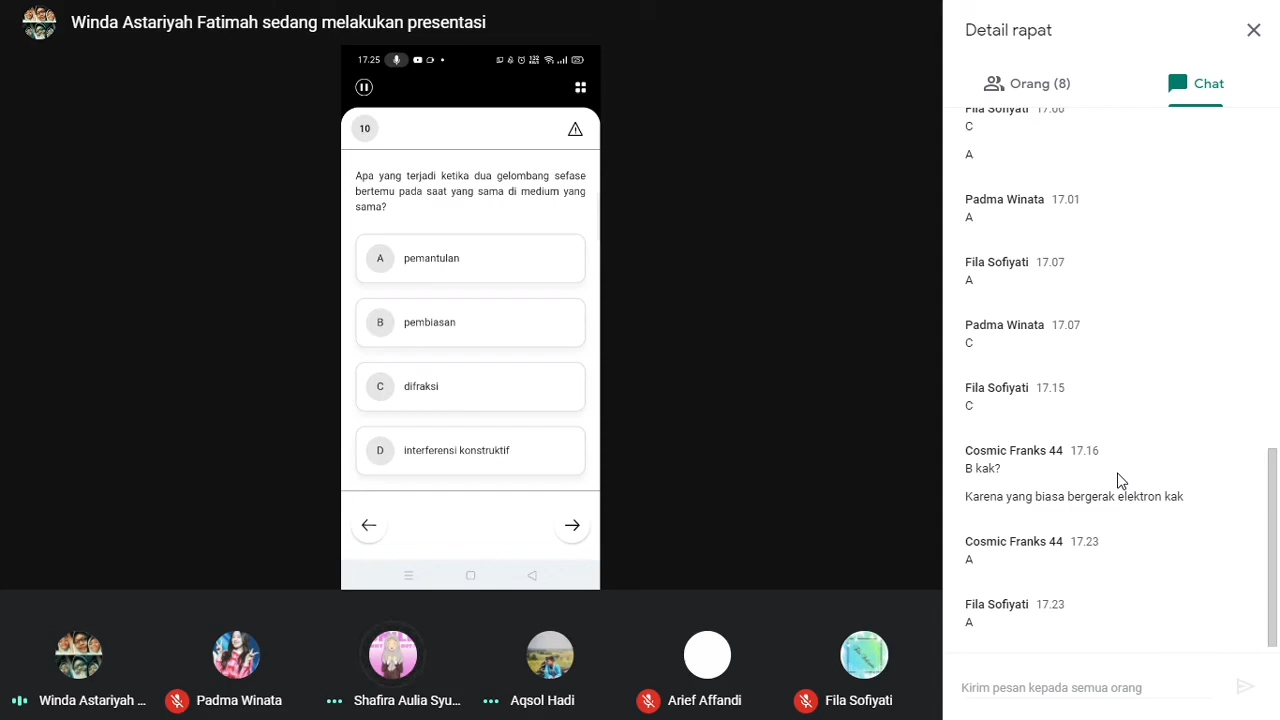 Winda Astariyah Fatimah sedang melakukan presentasi
17.25
10
Apa yang terjadi ketika dua gelombang sefase
bertemu pada saat yang sama di medium yang
sama?
A pemantulan
B pembiasan
C difraksi
D interferensi konstruktif
Winda Astariyah ...
Padma Winata
Shafira Aulia Syu...
Aqsol Hadi
Arief Affandi
Fila Sofiyati
Detail rapat
Orang (8)
Chat
Fila Sofiyati 17.00
C
A
Padma Winata 17.01
A
Fila Sofiyati 17.07
A
Padma Winata 17.07
C
Fila Sofiyati 17.15
C
Cosmic Franks 44 17.16
B kak?
Karena yang biasa bergerak elektron kak
Cosmic Franks 44 17.23
A
Fila Sofiyati 17.23
A
Kirim pesan kepada semua orang